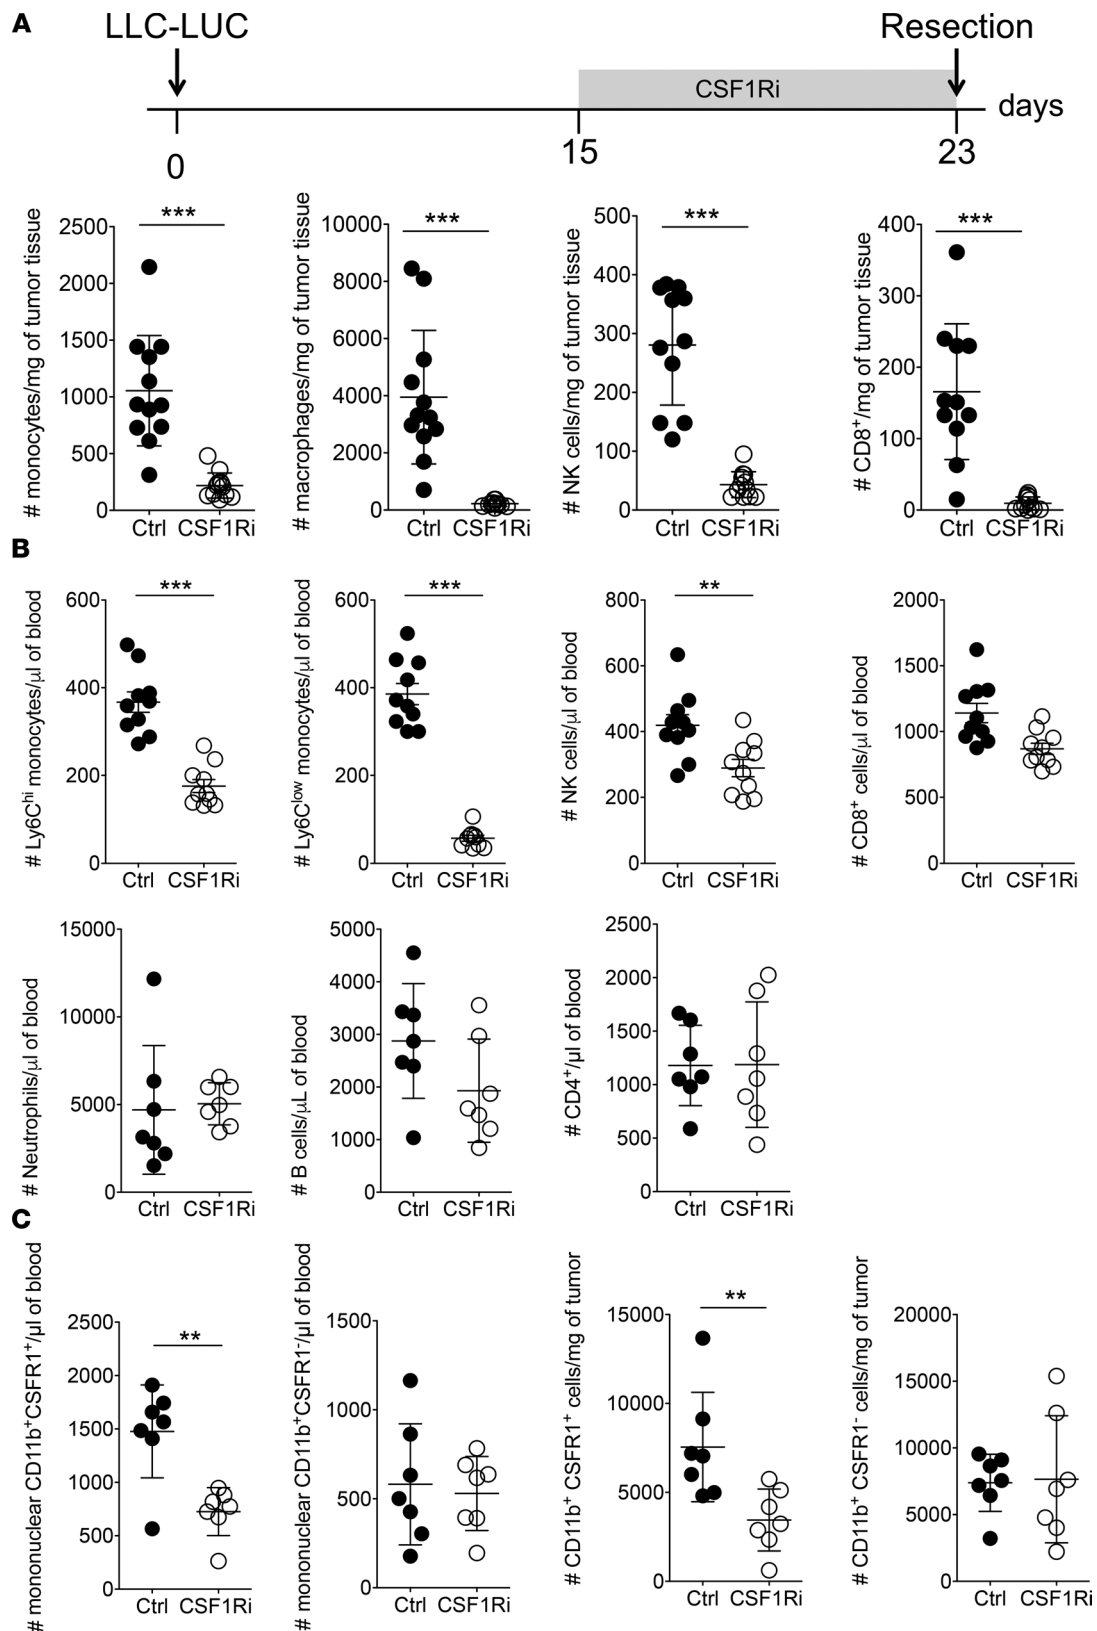 A
LLC-LUC
Resection
CSF1Ri
days
0
15
23
# monocytes/mg of tumor tissue
2500
2000
1500
1000
500
0
***
Ctrl CSF1Ri
# macrophages/mg of tumor tissue
10000
8000
6000
4000
2000
0
***
Ctrl CSF1Ri
# NK cells/mg of tumor tissue
500
400
300
200
100
0
***
Ctrl CSF1Ri
# CD8⁺/mg of tumor tissue
400
300
200
100
0
***
Ctrl CSF1Ri
B
# Ly6Cʰⁱ monocytes/µl of blood
600
400
200
0
***
Ctrl CSF1Ri
# Ly6Cˡᵒʷ monocytes/µl of blood
600
400
200
0
***
Ctrl CSF1Ri
# NK cells/µl of blood
800
600
400
200
0
**
Ctrl CSF1Ri
# CD8⁺ cells/µl of blood
2000
1500
1000
500
0
Ctrl CSF1Ri
# Neutrophils/µl of blood
15000
10000
5000
0
Ctrl CSF1Ri
# B cells/µL of blood
5000
4000
3000
2000
1000
0
Ctrl CSF1Ri
# CD4⁺/µl of blood
2500
2000
1500
1000
500
0
Ctrl CSF1Ri
C
# mononuclear CD11b⁺CSFR1⁺/µl of blood
2500
2000
1500
1000
500
0
**
Ctrl CSF1Ri
# mononuclear CD11b⁺CSFR1⁻/µl of blood
1500
1000
500
0
Ctrl CSF1Ri
# CD11b⁺ CSFR1⁺ cells/mg of tumor
15000
10000
5000
0
**
Ctrl CSF1Ri
# CD11b⁺ CSFR1⁻ cells/mg of tumor
20000
15000
10000
5000
0
Ctrl CSF1Ri